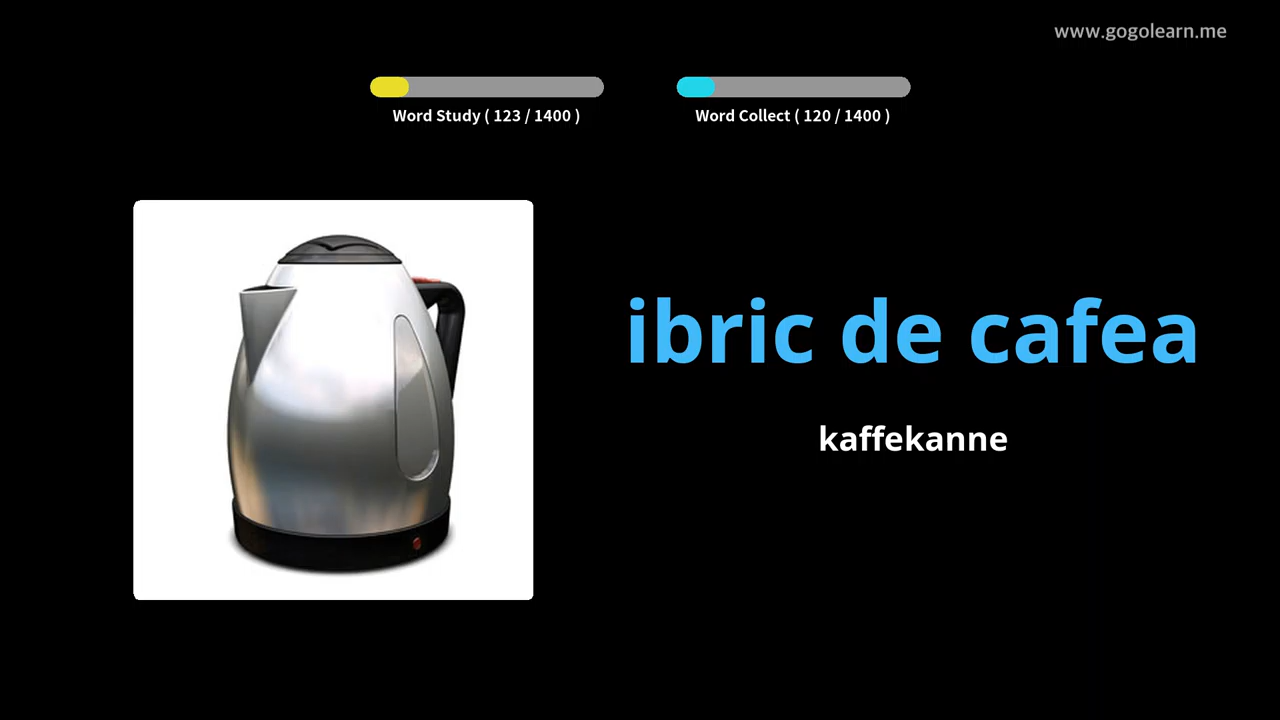 www.gogolearn.me
Word Study ( 123 / 1400 )
Word Collect ( 120 / 1400 )
ibric de cafea
kaffekanne